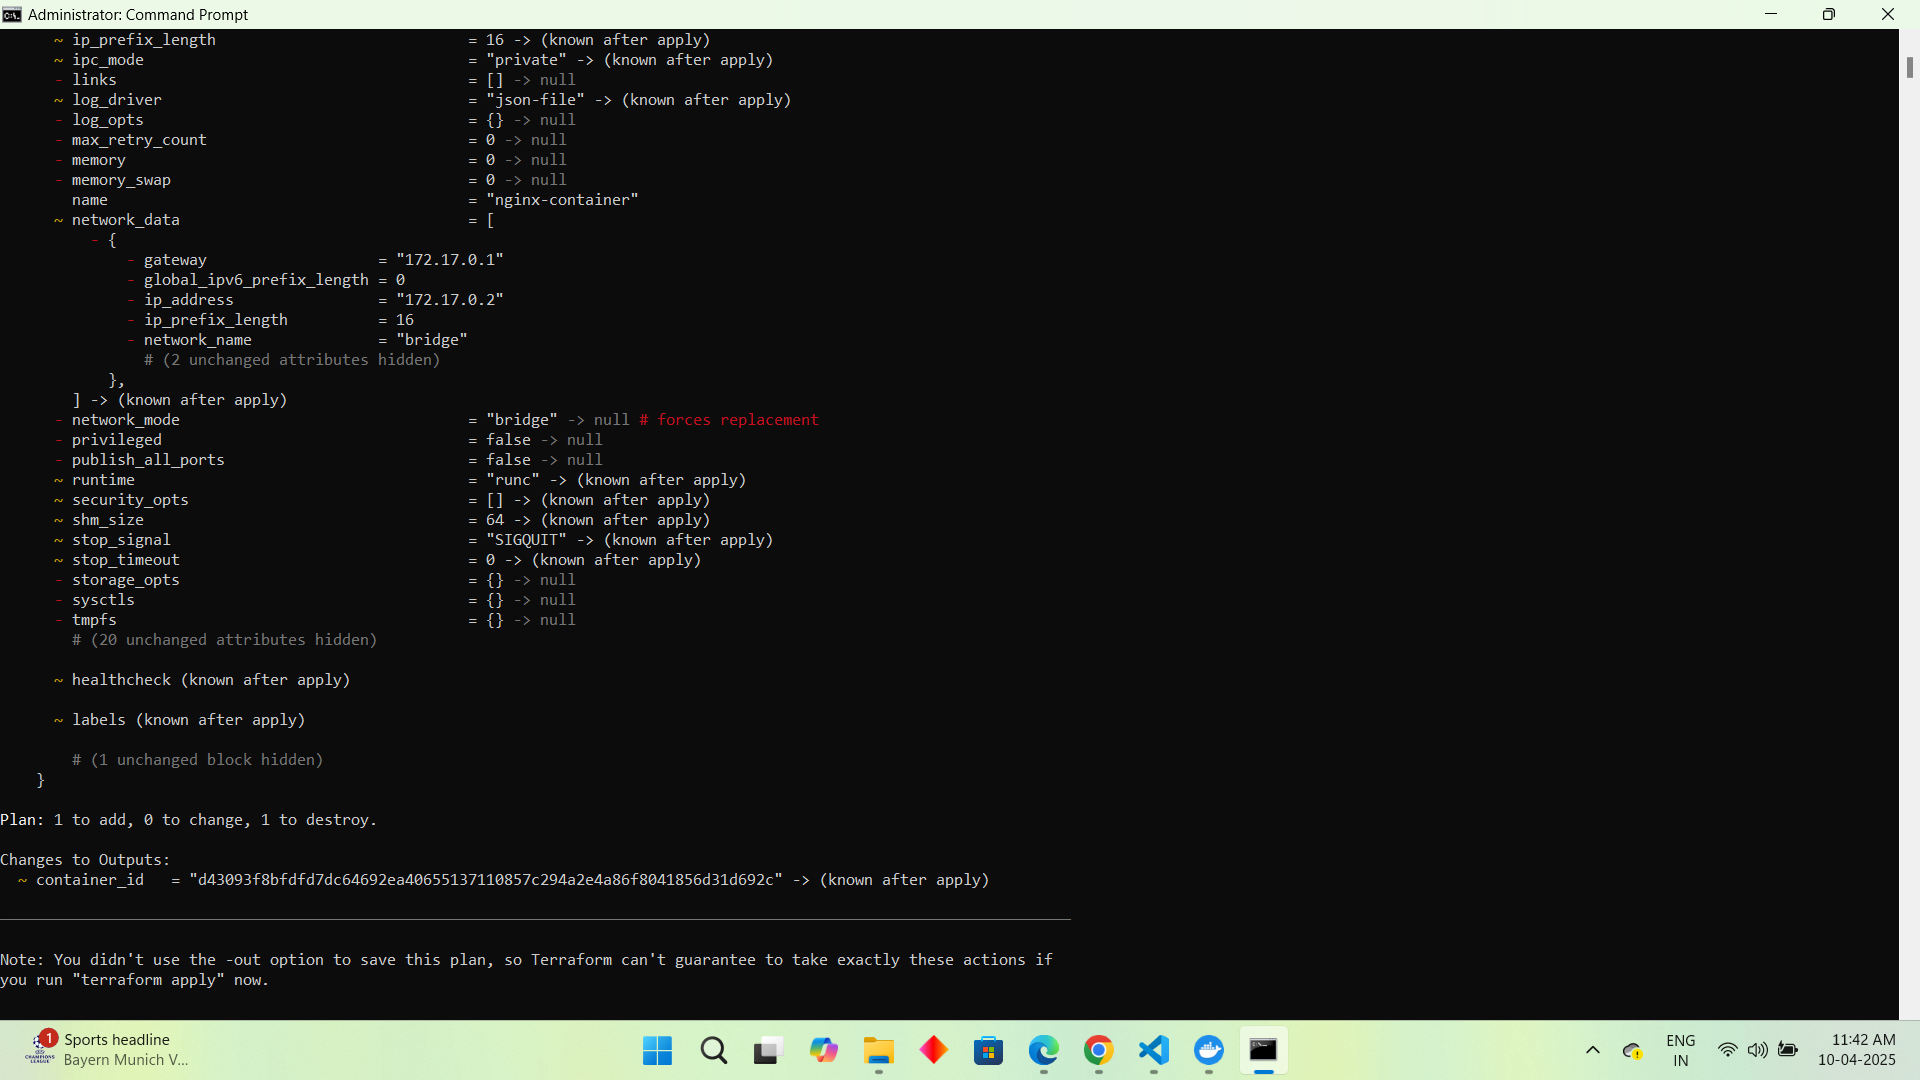 Administrator: Command Prompt
~ ip_prefix_length = 16 -> (known after apply)
~ ipc_mode = "private" -> (known after apply)
- links = [] -> null
~ log_driver = "json-file" -> (known after apply)
- log_opts = {} -> null
- max_retry_count = 0 -> null
- memory = 0 -> null
- memory_swap = 0 -> null
name = "nginx-container"
~ network_data = [
- {
- gateway = "172.17.0.1"
- global_ipv6_prefix_length = 0
- ip_address = "172.17.0.2"
- ip_prefix_length = 16
- network_name = "bridge"
# (2 unchanged attributes hidden)
},
] -> (known after apply)
- network_mode = "bridge" -> null # forces replacement
- privileged = false -> null
- publish_all_ports = false -> null
~ runtime = "runc" -> (known after apply)
~ security_opts = [] -> (known after apply)
~ shm_size = 64 -> (known after apply)
~ stop_signal = "SIGQUIT" -> (known after apply)
~ stop_timeout = 0 -> (known after apply)
- storage_opts = {} -> null
- sysctls = {} -> null
- tmpfs = {} -> null
# (20 unchanged attributes hidden)
~ healthcheck (known after apply)
~ labels (known after apply)
# (1 unchanged block hidden)
}
Plan: 1 to add, 0 to change, 1 to destroy.
Changes to Outputs:
~ container_id = "d43093f8bfdfd7dc64692ea40655137110857c294a2e4a86f8041856d31d692c" -> (known after apply)
Note: You didn't use the -out option to save this plan, so Terraform can't guarantee to take exactly these actions if
you run "terraform apply" now.
1
Sports headline
Bayern Munich V...
ENG
IN
11:42 AM
10-04-2025